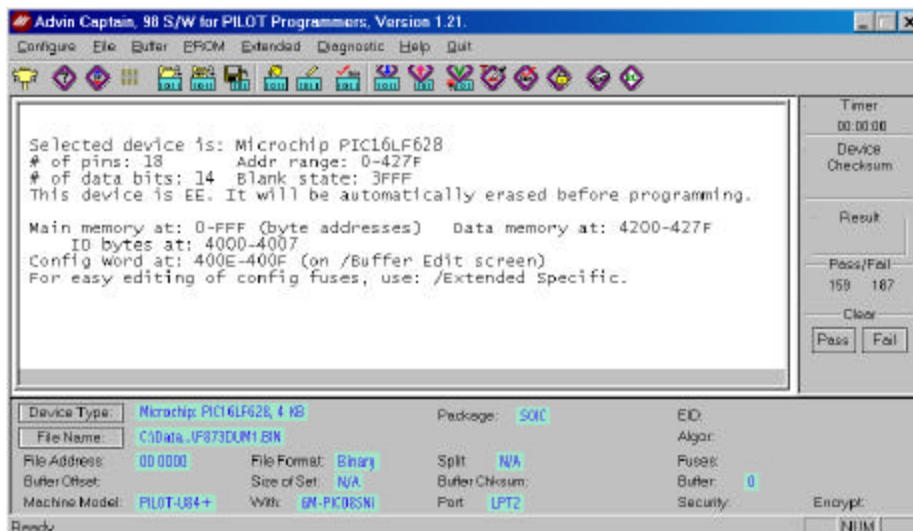 Advin Captain, 98 S/W for PILOT Programmers, Version 1.21.
Configure File Buffer EPROM Extended Diagnostic Help Quit
Selected device is: Microchip PIC16LF628
# of pins: 18 Addr range: 0-427F
# of data bits: 14 Blank state: 3FFF
This device is EE. It will be automatically erased before programming.
Main memory at: 0-FFF (byte addresses) Data memory at: 4200-427F
ID bytes at: 4000-4007
Config Word at: 400E-400F (on /Buffer Edit screen)
For easy editing of config fuses, use: /Extended Specific.
Timer
00:00:00
Device
Checksum
Result
Pass/Fail
159 187
Clear
Pass Fail
Device Type: Microchip: PIC16LF628, 4 KB Package: SOIC EID:
File Name: C:\Data..\F873DUM1.BIN Algor:
File Address: 00 0000 File Format: Binary Split N/A Fuses:
Buffer Offset: Size of Set: N/A Buffer Chksum: Buffer: 0
Machine Model: PILOT-U84+ With: Port LPT2 Security: Encrypt:
Ready NUM